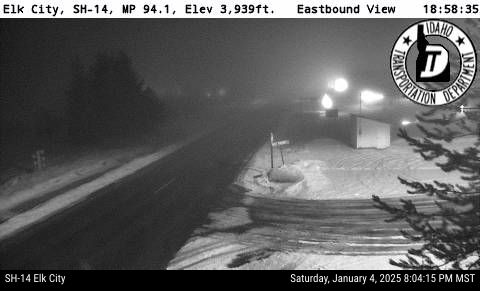 Elk City, SH-14, MP 94.1, Elev 3,939ft.   Eastbound View   18:58:35
IDAHO
TRANSPORTATION DEPARTMENT
SH-14 Elk City
Saturday, January 4, 2025 8:04:15 PM MST